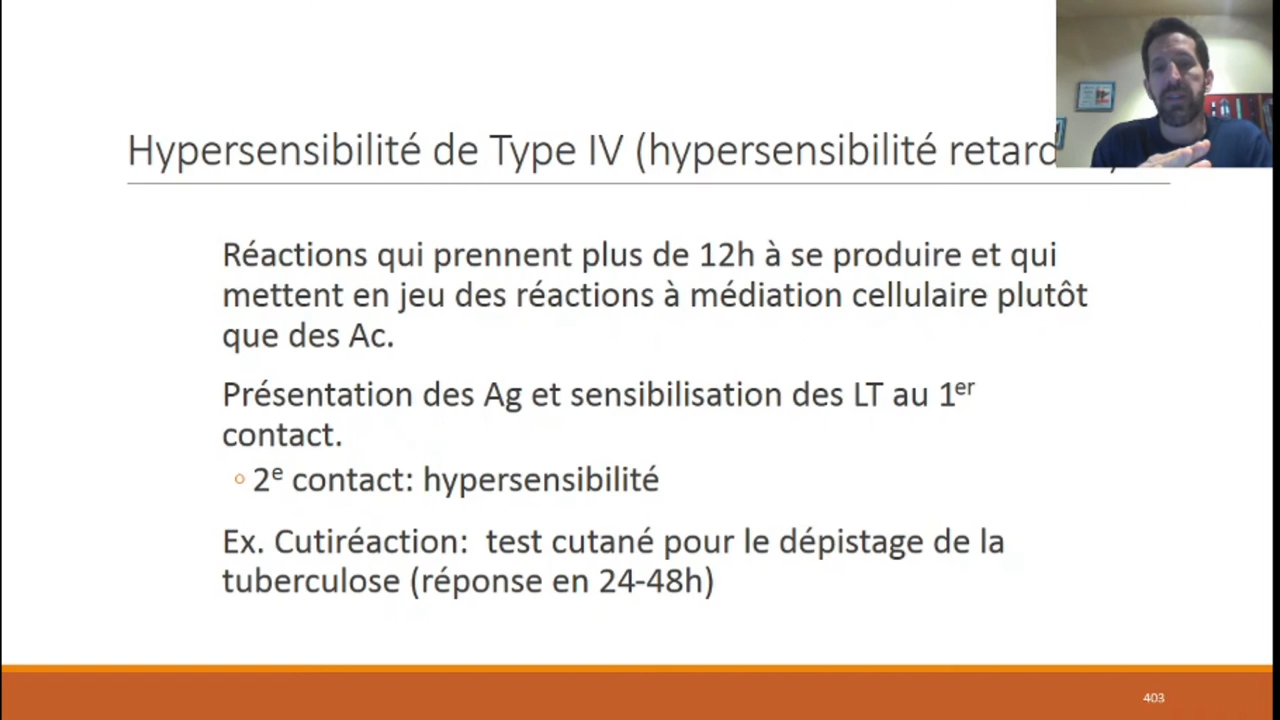 Hypersensibilité de Type IV (hypersensibilité retard
Réactions qui prennent plus de 12h à se produire et qui
mettent en jeu des réactions à médiation cellulaire plutôt
que des Ac.
Présentation des Ag et sensibilisation des LT au 1er
contact.
◦ 2e contact: hypersensibilité
Ex. Cutiréaction: test cutané pour le dépistage de la
tuberculose (réponse en 24-48h)
403